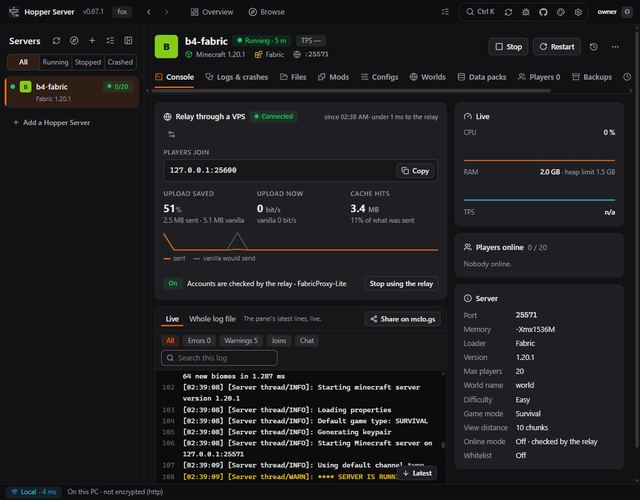 Hopper Server v0.67.1 fox
Overview
Browse
Ctrl K
owner O
Servers
All Running Stopped Crashed
B b4-fabric 0/20
Fabric 1.20.1
+ Add a Hopper Server
B b4-fabric Running · 5 m TPS —
Minecraft 1.20.1 Fabric :25571
Stop
Restart
Console Logs & crashes Files Mods Configs Worlds Data packs Players 0 Backups
Relay through a VPS Connected since 02:38 AM · under 1 ms to the relay
PLAYERS JOIN
127.0.0.1:25600 Copy
UPLOAD SAVED UPLOAD NOW CACHE HITS
51% 0 bit/s 3.4 MB
2.5 MB sent · 5.1 MB vanilla vanilla 0 bit/s 11% of what was sent
— sent — vanilla would send
On Accounts are checked by the relay · FabricProxy-Lite Stop using the relay
Live Whole log file The panel's latest lines, live. Share on mclo.gs
All Errors 0 Warnings 5 Joins Chat
Search this log
64 new biomes in 1.287 ms
102 [02:39:08] [Server thread/INFO]: Starting minecraft server
version 1.20.1
103 [02:39:08] [Server thread/INFO]: Loading properties
104 [02:39:08] [Server thread/INFO]: Default game type: SURVIVAL
105 [02:39:08] [Server thread/INFO]: Generating keypair
106 [02:39:08] [Server thread/INFO]: Starting Minecraft server on
127.0.0.1:25571
107 [02:39:09] [Server thread/INFO]: Using default channel type
108 [02:39:09] [Server thread/WARN]: **** SERVER IS RUNN
Latest
Live
CPU 0 %
RAM 2.0 GB · heap limit 1.5 GB
TPS n/a
Players online 0 / 20
Nobody online.
Server
Port 25571
Memory -Xmx1536M
Loader Fabric
Version 1.20.1
Max players 20
World name world
Difficulty Easy
Game mode Survival
View distance 10 chunks
Online mode Off · checked by the relay
Whitelist Off
Local · 4 ms On this PC · not encrypted (http)